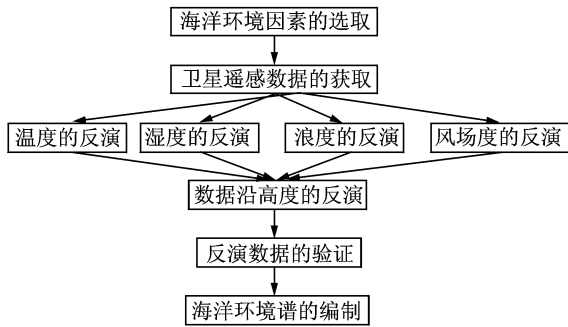 海洋环境因素的选取
卫星遥感数据的获取
温度的反演
湿度的反演
浪度的反演
风场度的反演
数据沿高度的反演
反演数据的验证
海洋环境谱的编制